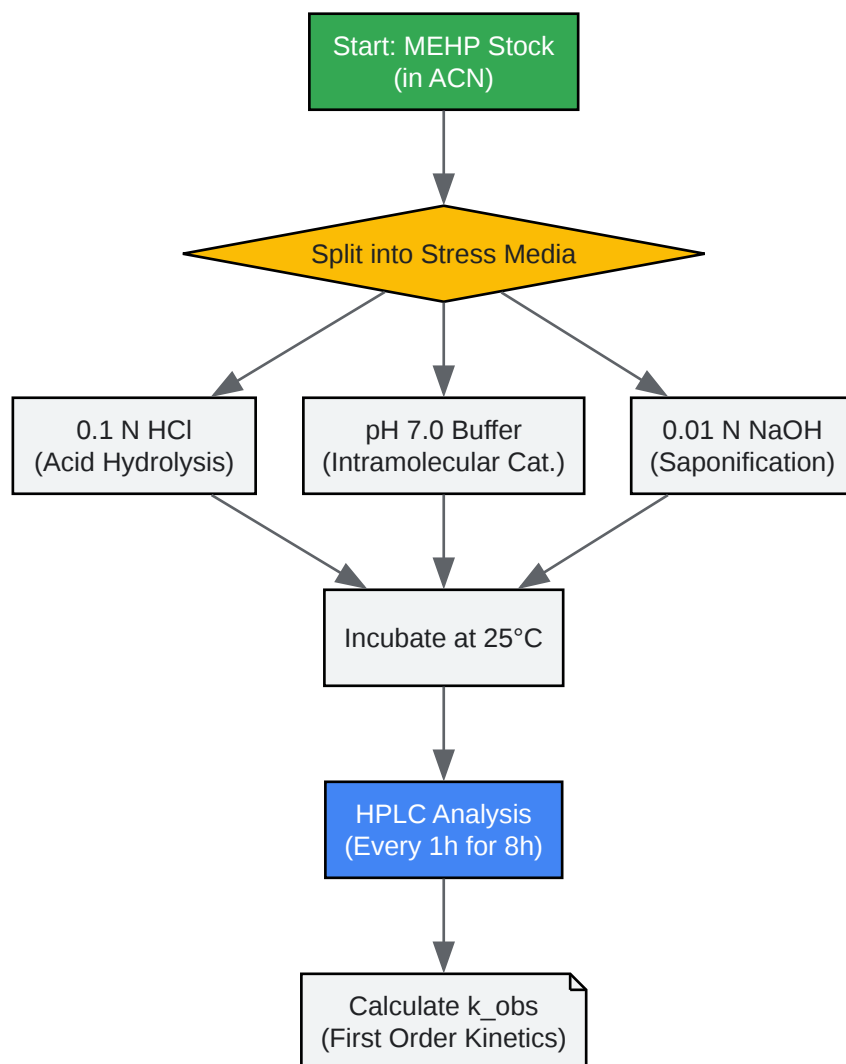 Start: MEHP Stock
(in ACN)
Split into Stress Media
0.1 N HCl
(Acid Hydrolysis)
pH 7.0 Buffer
(Intramolecular Cat.)
0.01 N NaOH
(Saponification)
Incubate at 25°C
HPLC Analysis
(Every 1h for 8h)
Calculate k_obs
(First Order Kinetics)